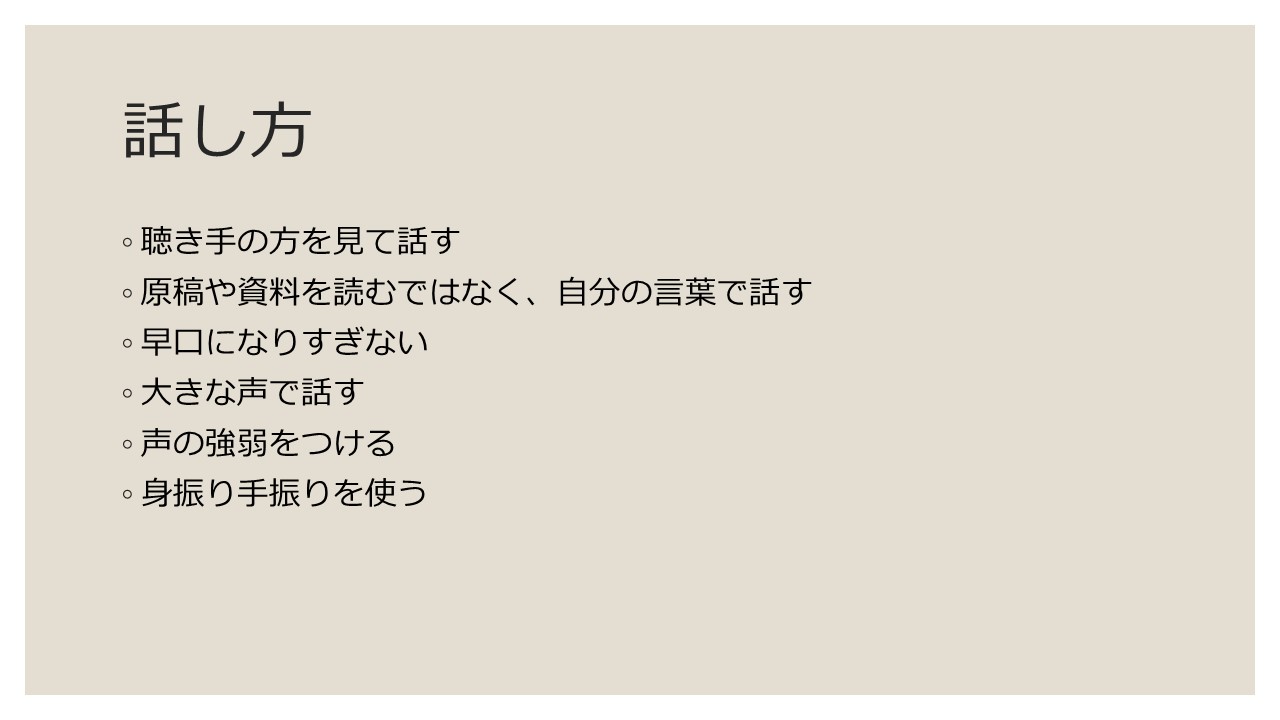 話し方
◦ 聴き手の方を見て話す
◦ 原稿や資料を読むではなく、自分の言葉で話す
◦ 早口になりすぎない
◦ 大きな声で話す
◦ 声の強弱をつける
◦ 身振り手振りを使う